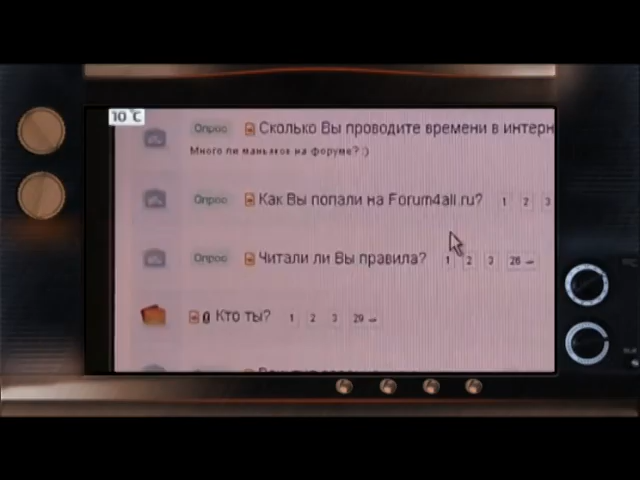 10°C
Опрос Сколько Вы проводите времени в интерн
Много ли маньяков на форуме? :)
Опрос Как Вы попали на Forum4all.ru? 1 2 3
Опрос Читали ли Вы правила? 1 2 3 26 →
Кто ты? 1 2 3 29 →